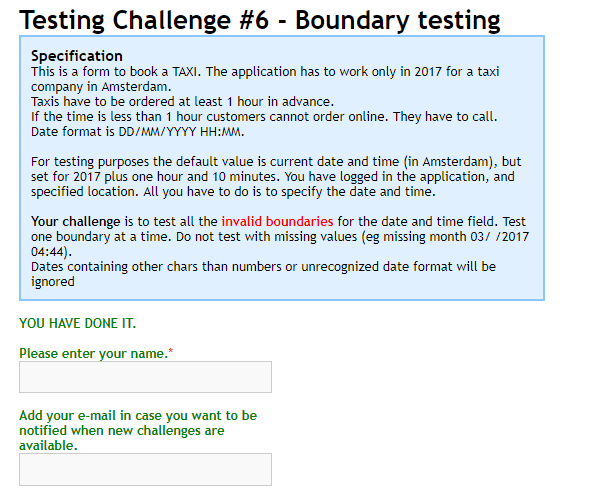 Testing Challenge #6 - Boundary testing
Specification
This is a form to book a TAXI. The application has to work only in 2017 for a taxi
company in Amsterdam.
Taxis have to be ordered at least 1 hour in advance.
If the time is less than 1 hour customers cannot order online. They have to call.
Date format is DD/MM/YYYY HH:MM.
For testing purposes the default value is current date and time (in Amsterdam), but
set for 2017 plus one hour and 10 minutes. You have logged in the application, and
specified location. All you have to do is to specify the date and time.
Your challenge is to test all the invalid boundaries for the date and time field. Test
one boundary at a time. Do not test with missing values (eg missing month 03/ /2017
04:44).
Dates containing other chars than numbers or unrecognized date format will be
ignored
YOU HAVE DONE IT.
Please enter your name.*
Add your e-mail in case you want to be
notified when new challenges are
available.